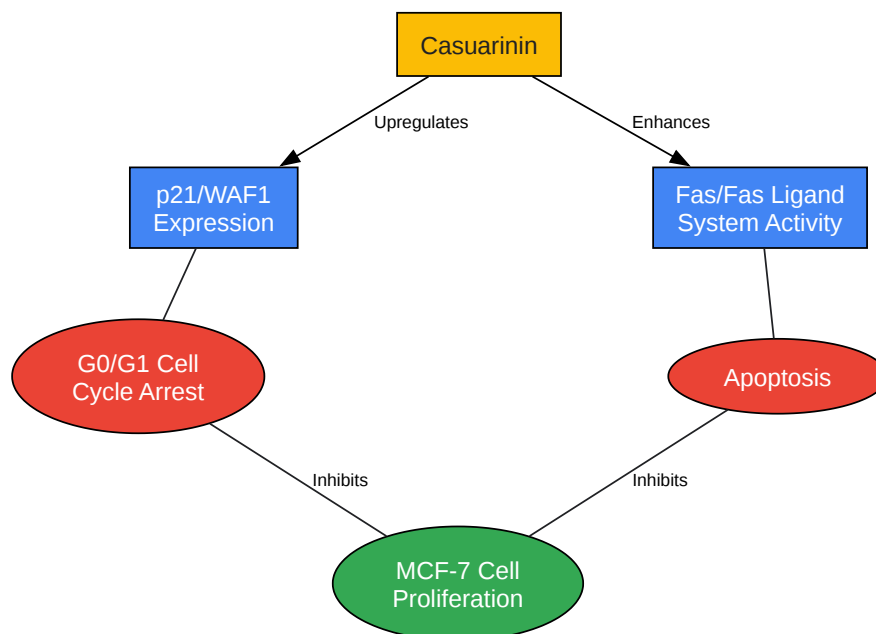 Casuarinin
Upregulates
Enhances
p21/WAF1
Expression
Fas/Fas Ligand
System Activity
G0/G1 Cell
Cycle Arrest
Apoptosis
Inhibits
Inhibits
MCF-7 Cell
Proliferation